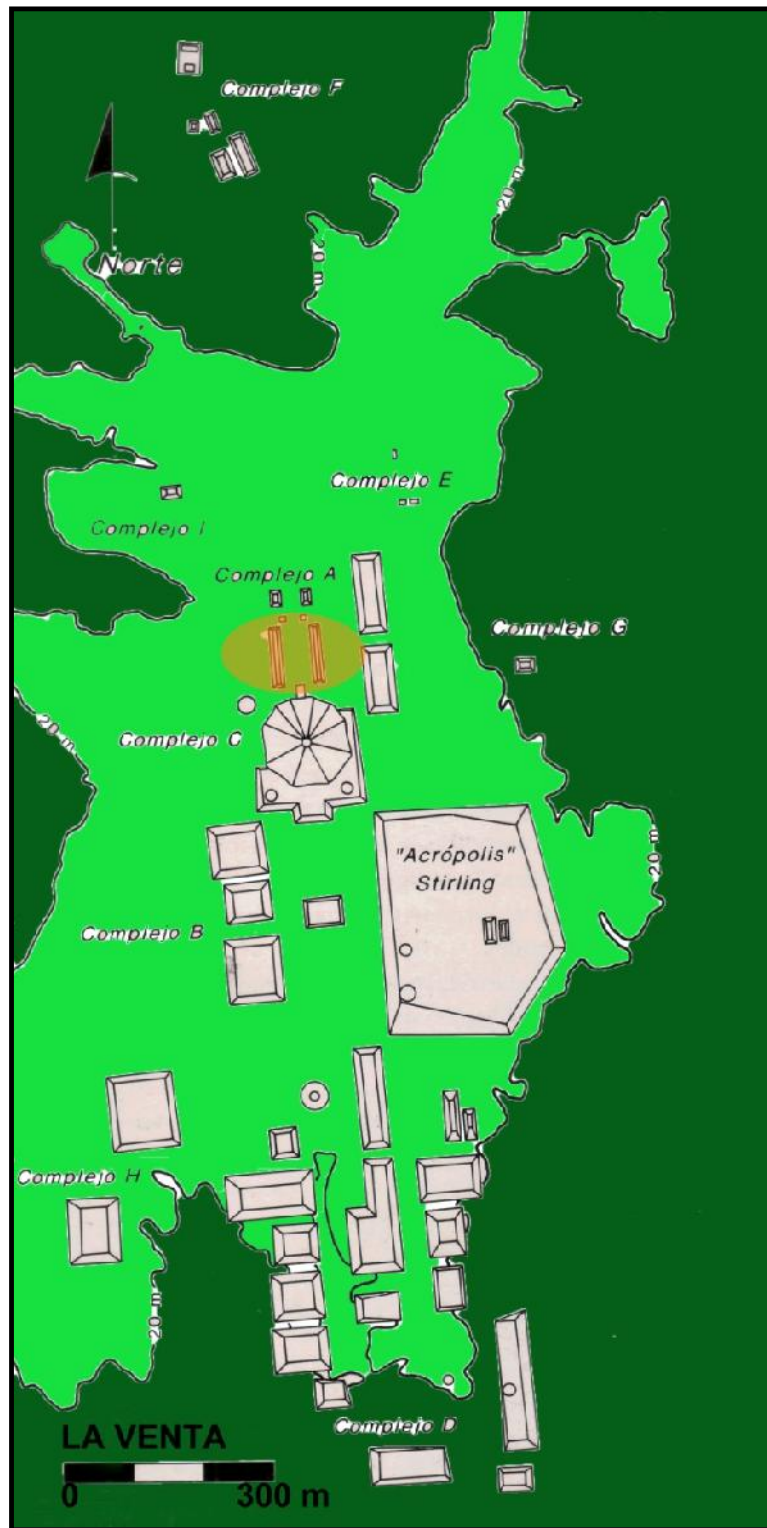 Complejo F
20 m
20 m
Norte
Complejo E
Complejo I
Complejo A
Complejo G
20 m
Complejo C
"Acrópolis"
Stirling
20 m
Complejo B
Complejo H
20 m
Complejo D
LA VENTA
0 300 m